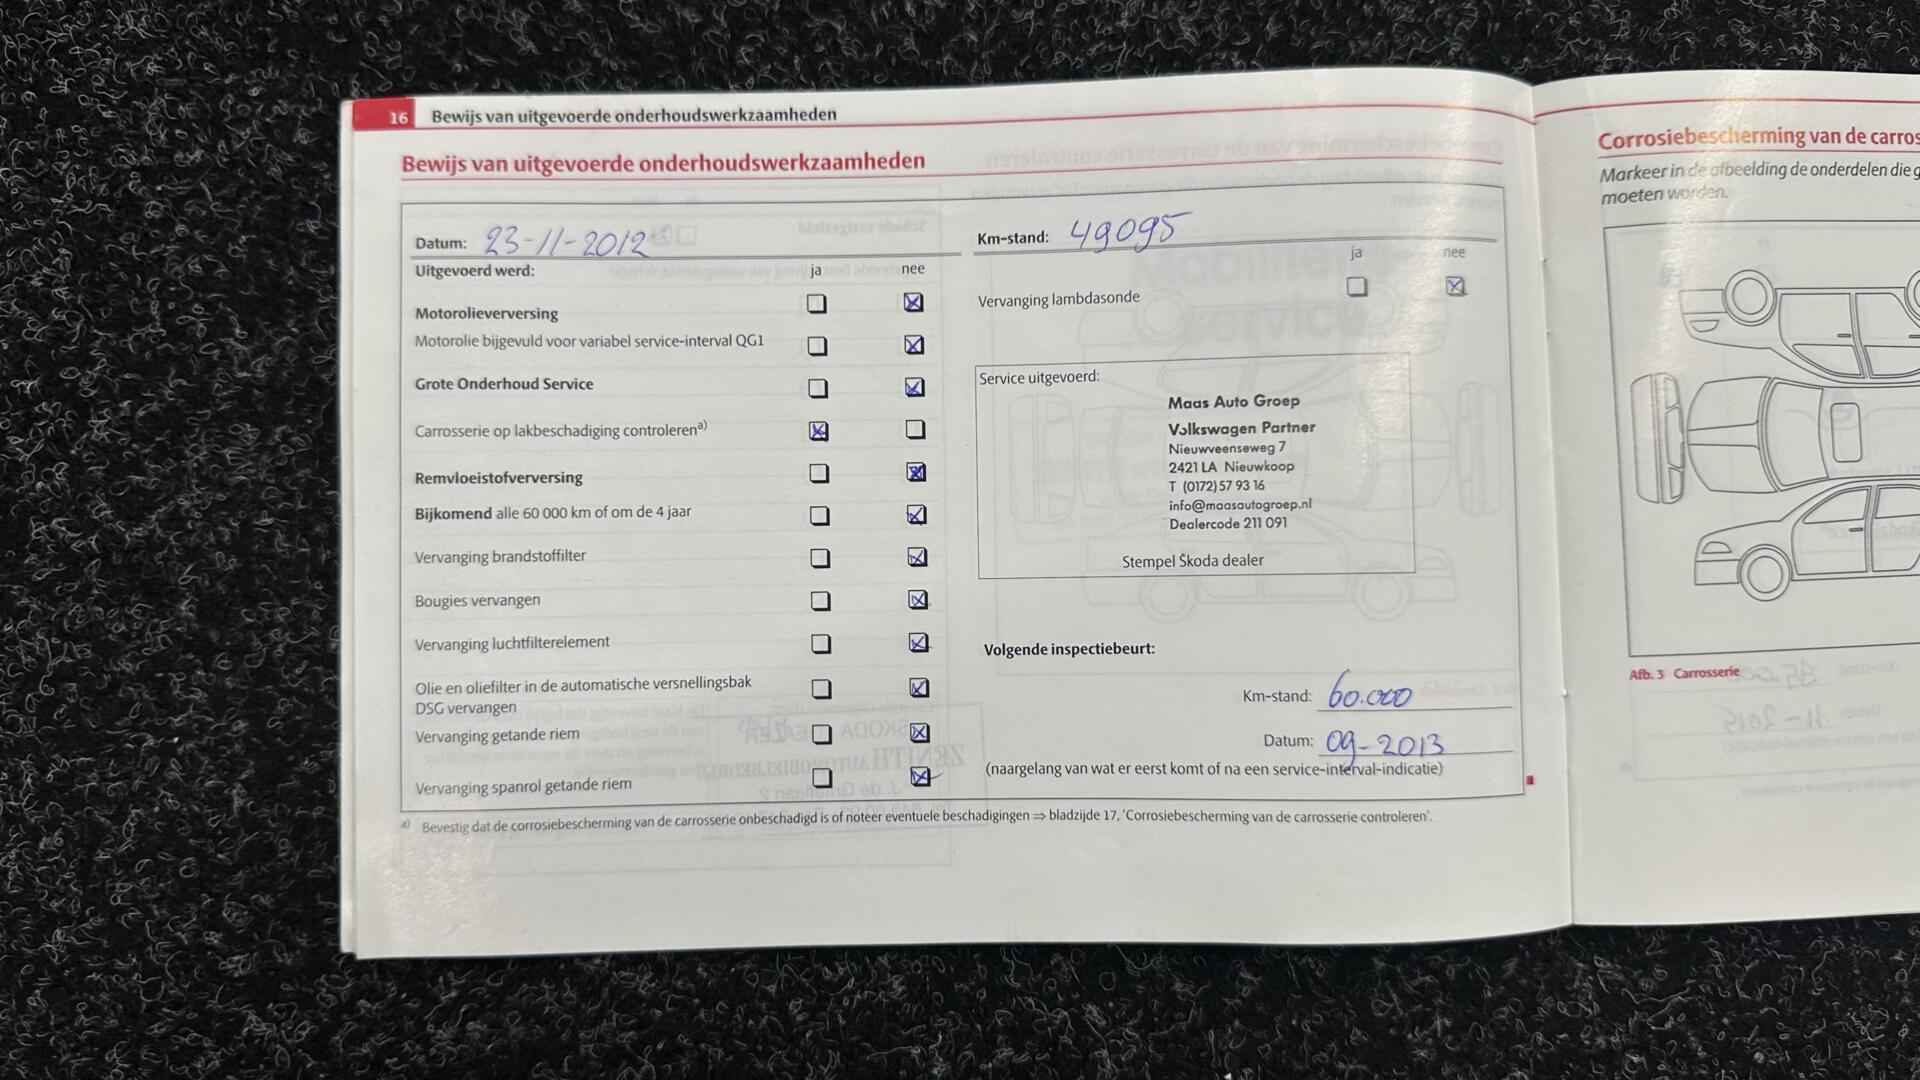 16 Bewijs van uitgevoerde onderhoudswerkzaamheden
Bewijs van uitgevoerde onderhoudswerkzaamheden
Datum: 23-11-2012
Uitgevoerd werd: ja nee
Motorolieverversing
Motorolie bijgevuld voor variabel service-interval QG1
Grote Onderhoud Service
Carrosserie op lakbeschadiging controleren a)
Remvloeistofverversing
Bijkomend alle 60 000 km of om de 4 jaar
Vervanging brandstoffilter
Bougies vervangen
Vervanging luchtfilterelement
Olie en oliefilter in de automatische versnellingsbak
DSG vervangen
Vervanging getande riem
Vervanging spanrol getande riem
Km-stand: 49095
ja nee
Vervanging lambdasonde
Service uitgevoerd:
Maas Auto Groep
Volkswagen Partner
Nieuwveenseweg 7
2421 LA Nieuwkoop
T (0172) 57 93 16
info@maasautogroep.nl
Dealercode 211 091
Stempel Škoda dealer
Volgende inspectiebeurt:
Km-stand: 60.000
Datum: 09-2013
(naargelang van wat er eerst komt of na een service-interval-indicatie)
a) Bevestig dat de corrosiebescherming van de carrosserie onbeschadigd is of noteer eventuele beschadigingen ⇒ bladzijde 17, 'Corrosiebescherming van de carrosserie controleren'.
Corrosiebescherming van de carros
Markeer in de afbeelding de onderdelen die g
moeten worden.
Afb. 3 Carrosserie